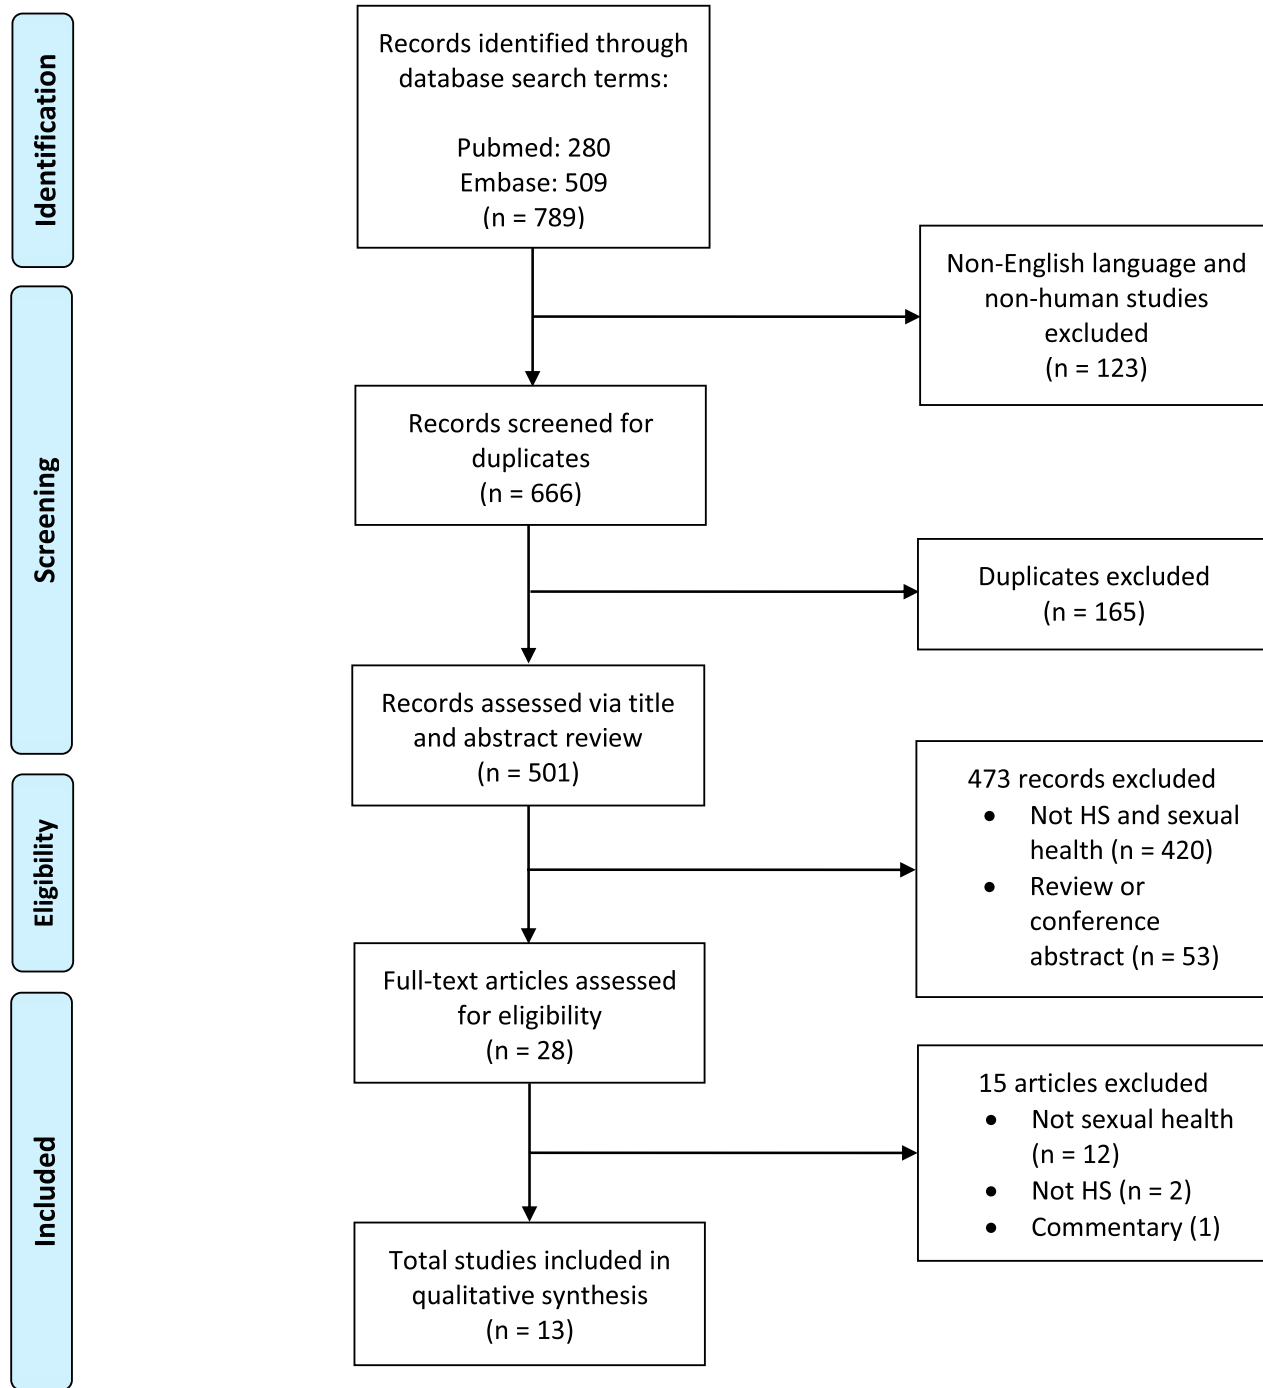 Identification
Records identified through
database search terms:
Pubmed: 280
Embase: 509
(n = 789)
Non-English language and
non-human studies
excluded
(n = 123)
Screening
Records screened for
duplicates
(n = 666)
Duplicates excluded
(n = 165)
Records assessed via title
and abstract review
(n = 501)
Eligibility
473 records excluded
• Not HS and sexual
health (n = 420)
• Review or
conference
abstract (n = 53)
Full-text articles assessed
for eligibility
(n = 28)
Included
15 articles excluded
• Not sexual health
(n = 12)
• Not HS (n = 2)
• Commentary (1)
Total studies included in
qualitative synthesis
(n = 13)